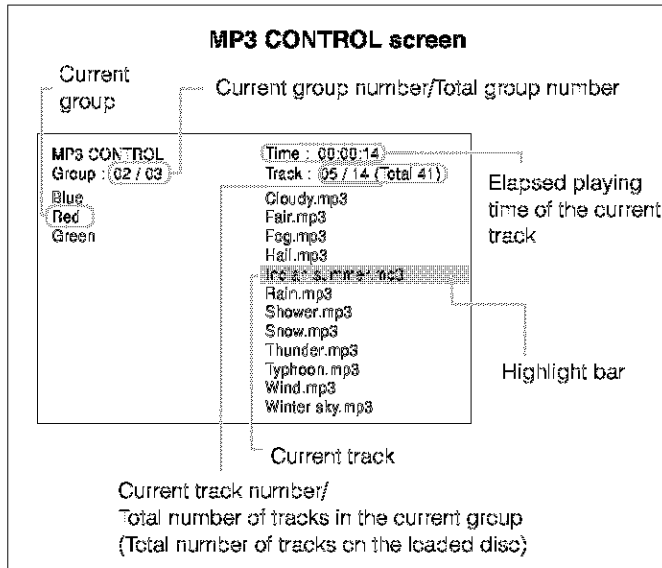 MP3 CONTROL screen
Current group
Current group number/Total group number
MP3 CONTROL
Group : 02 / 03
Blue
Red
Green
Time : 00:00:14
Track : 05 / 14 (Total 41)
Cloudy.mp3
Fair.mp3
Fog.mp3
Hail.mp3
Indian summer.mp3
Rain.mp3
Shower.mp3
Snow.mp3
Thunder.mp3
Typhoon.mp3
Wind.mp3
Winter sky.mp3
Elapsed playing
time of the current
track
Highlight bar
Current track
Current track number/
Total number of tracks in the current group
(Total number of tracks on the loaded disc)